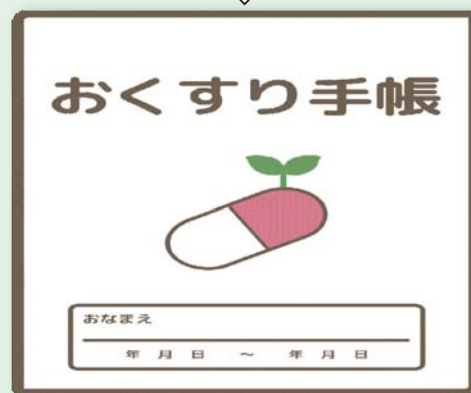 おくすり手帳
おなまえ
年 月 日 ～ 年 月 日